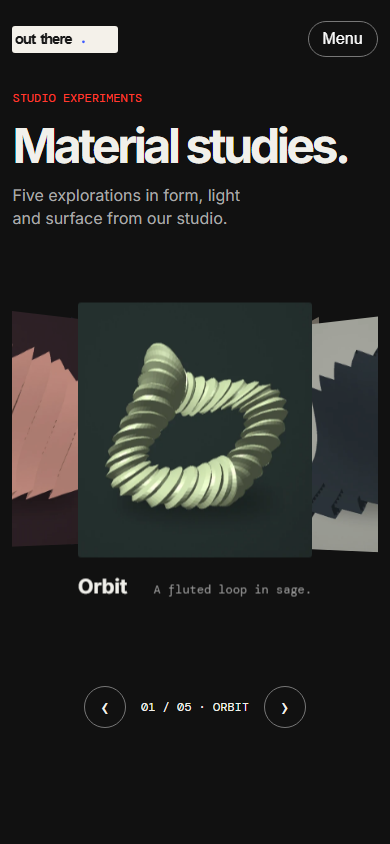 out there .
Menu
STUDIO EXPERIMENTS
Material studies.
Five explorations in form, light
and surface from our studio.
Orbit
A fluted loop in sage.
❮ 01 / 05 · ORBIT ❯